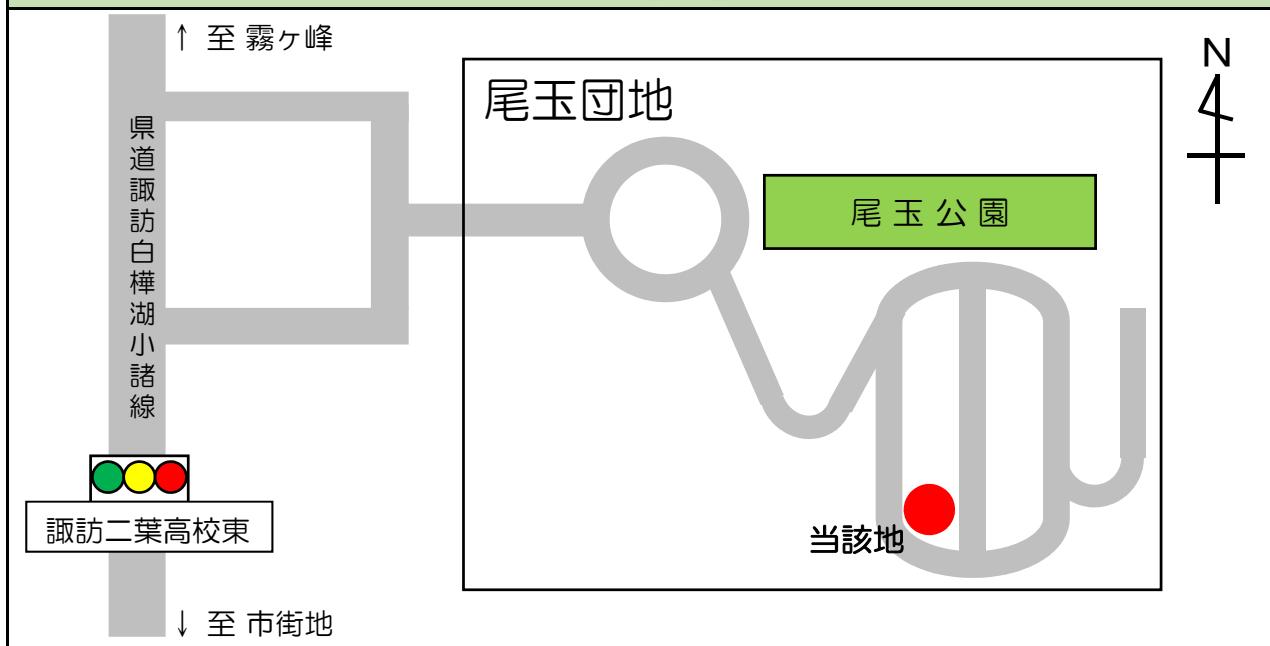 ↑ 至 霧ヶ峰
N
尾玉団地
県道諏訪白樺湖小諸線
尾玉公園
諏訪二葉高校東
当該地
↓ 至 市街地